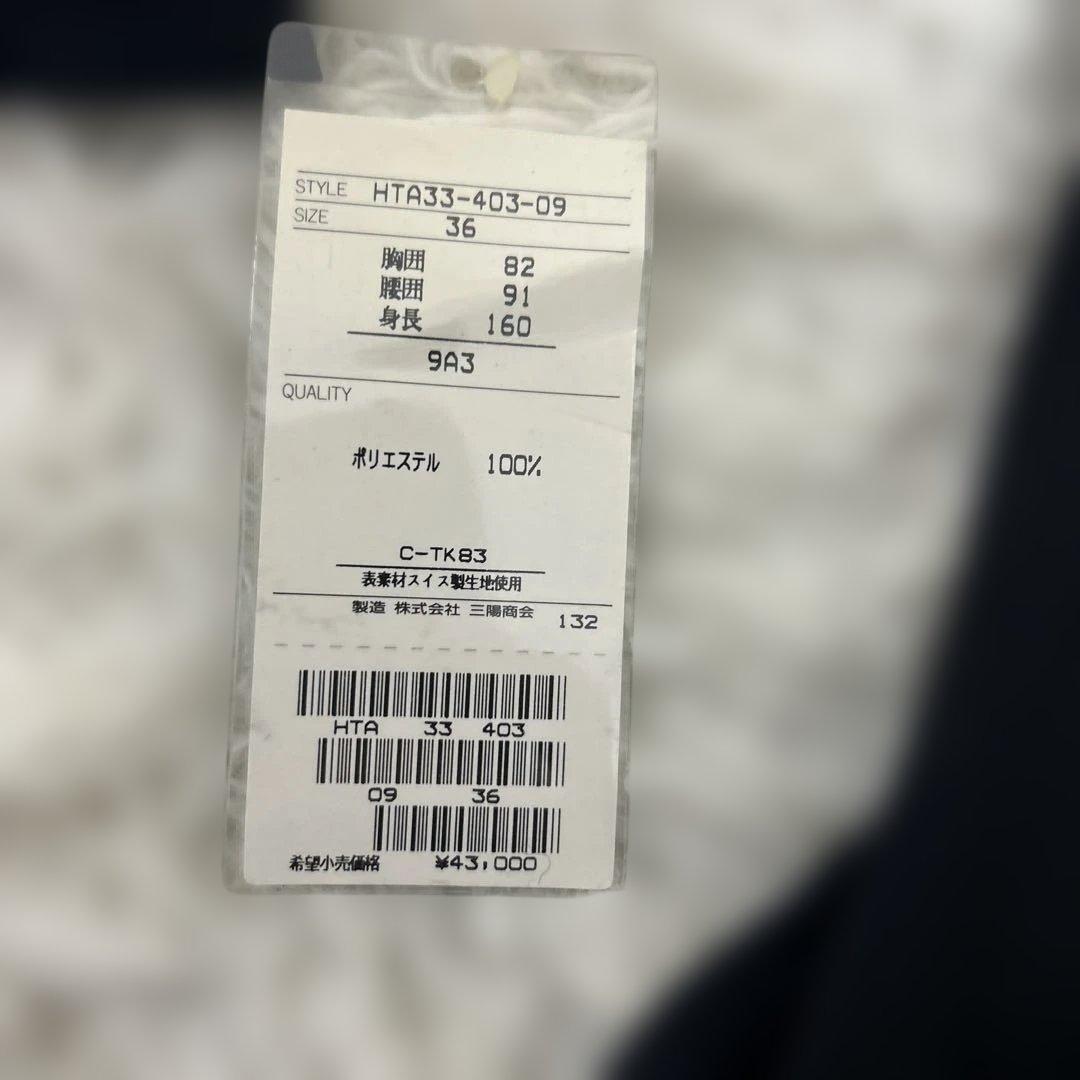 STYLE HTA33-403-09
SIZE 36
胸囲 82
腰囲 91
身長 160
9A3
QUALITY
ポリエステル 100%
C-TK83
表素材スイス製生地使用
製造 株式会社 三陽商会 132
HTA 33 403
09 36
希望小売価格 ¥43,000